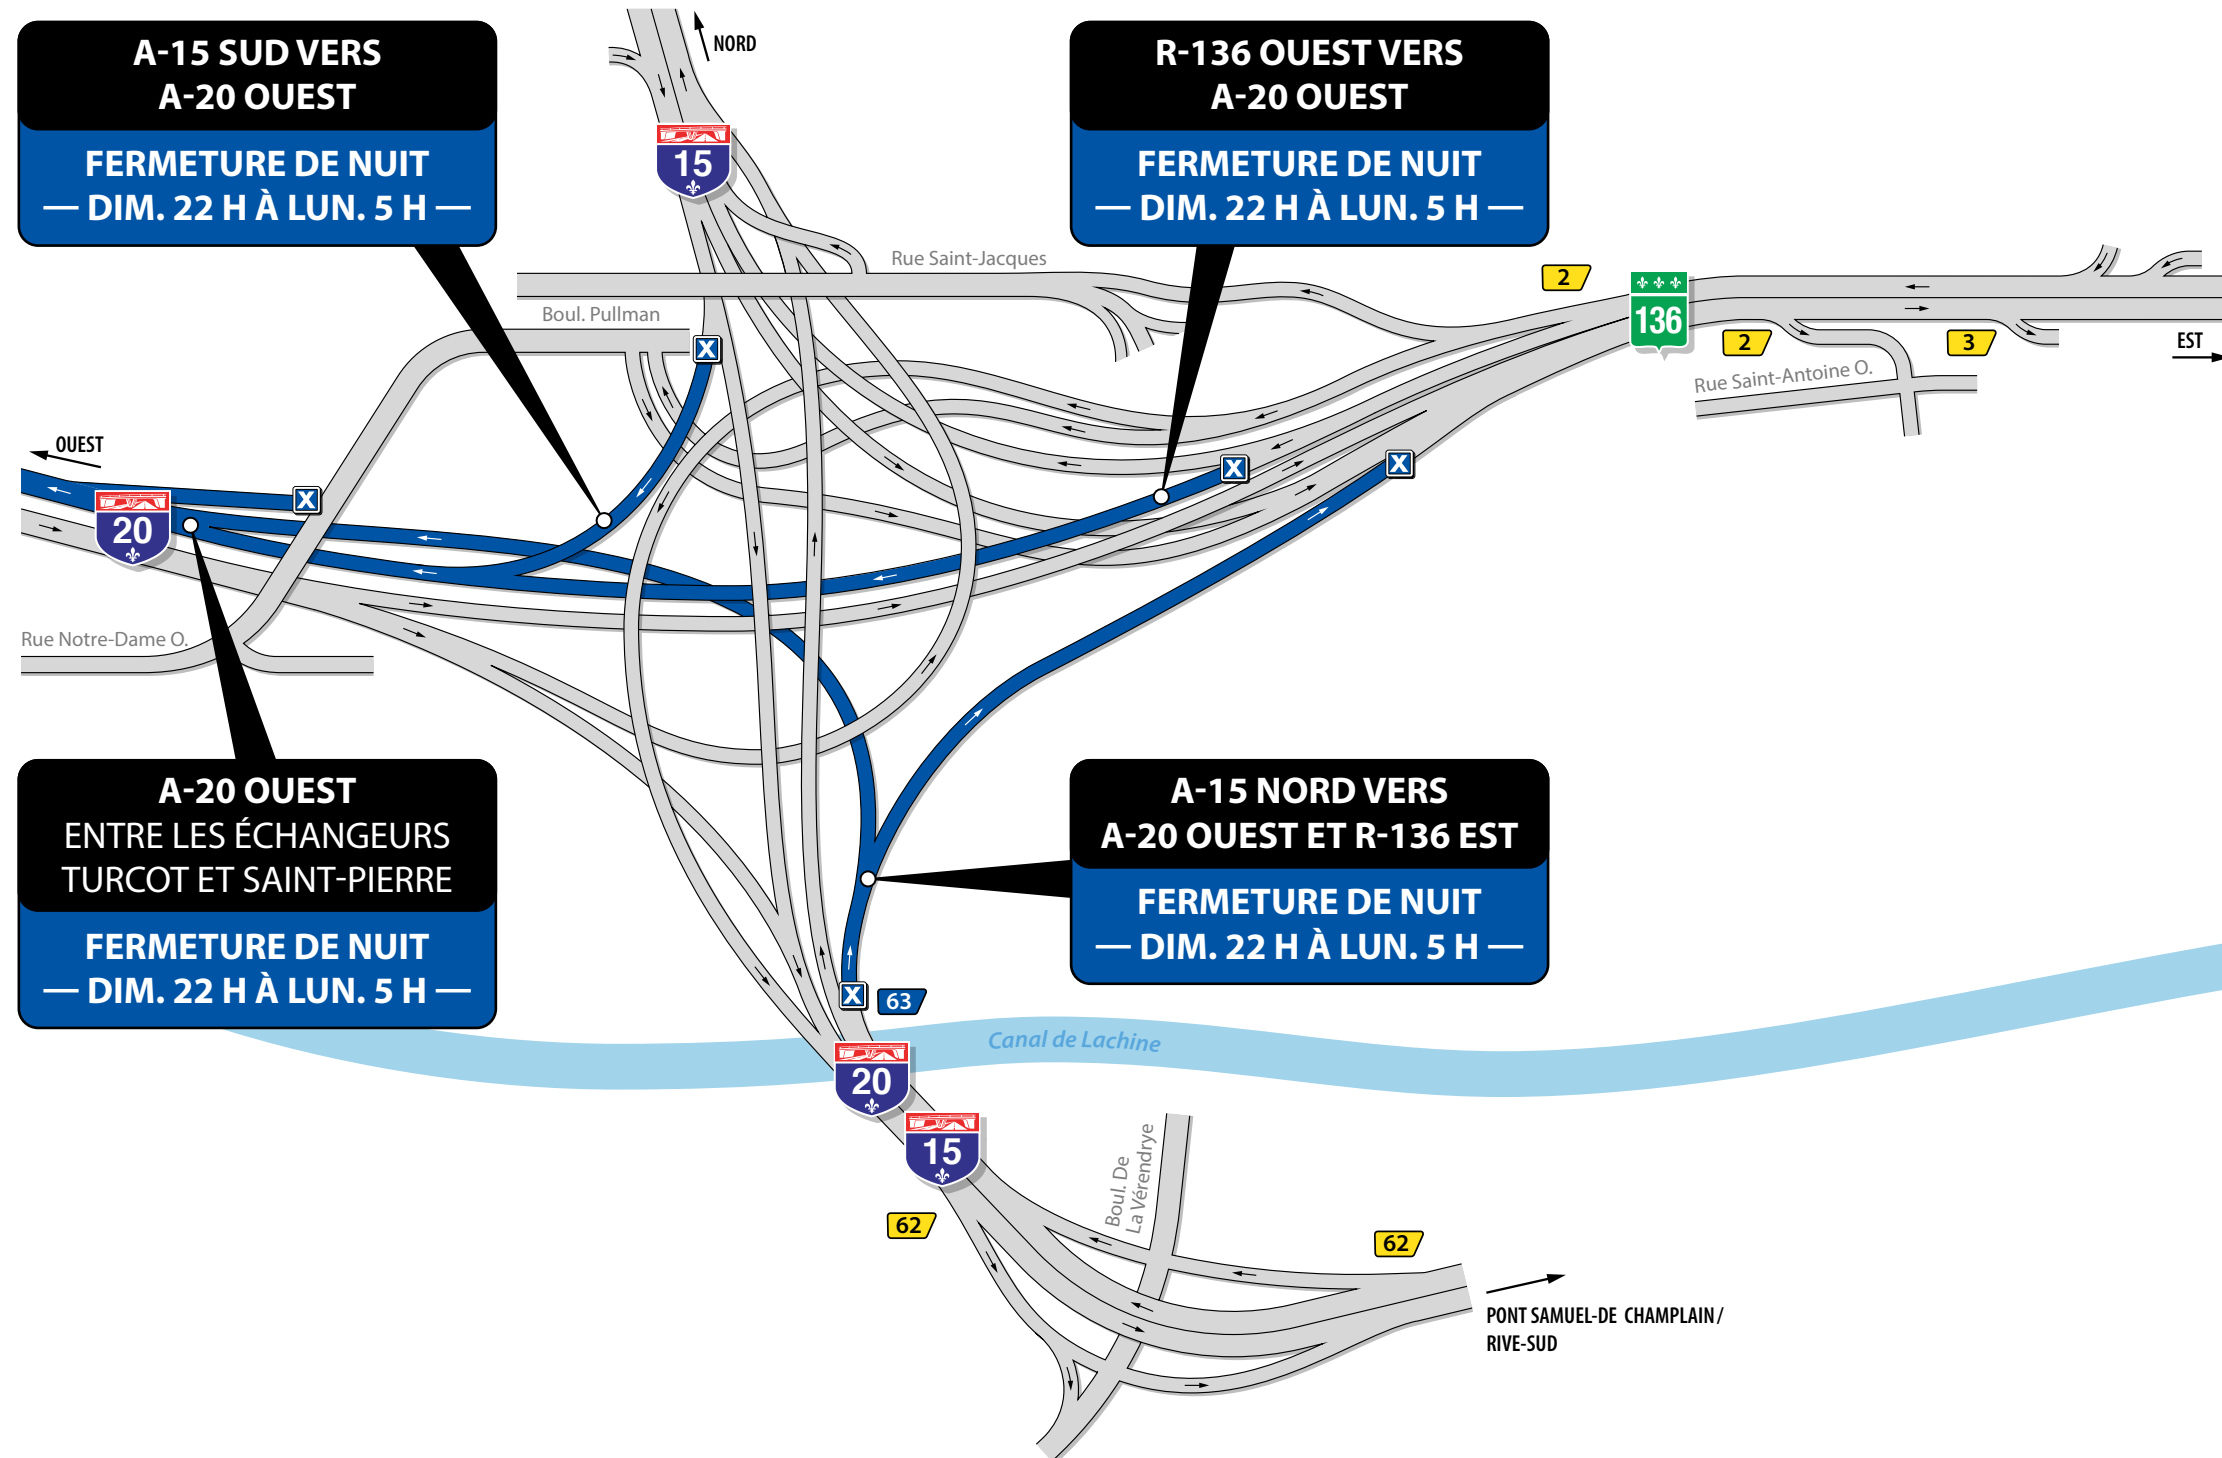 A-15 SUD VERS
A-20 OUEST
FERMETURE DE NUIT
— DIM. 22 H À LUN. 5 H —
NORD
15
R-136 OUEST VERS
A-20 OUEST
FERMETURE DE NUIT
— DIM. 22 H À LUN. 5 H —
Rue Saint-Jacques
2
136
2
3
EST
Rue Saint-Antoine O.
Boul. Pullman
X
OUEST
X
20
X
X
Rue Notre-Dame O.
A-20 OUEST
ENTRE LES ÉCHANGEURS
TURCOT ET SAINT-PIERRE
FERMETURE DE NUIT
— DIM. 22 H À LUN. 5 H —
A-15 NORD VERS
A-20 OUEST ET R-136 EST
FERMETURE DE NUIT
— DIM. 22 H À LUN. 5 H —
X
63
Canal de Lachine
20
15
Boul. De
La Vérendrye
62
62
PONT SAMUEL-DE CHAMPLAIN/
RIVE-SUD